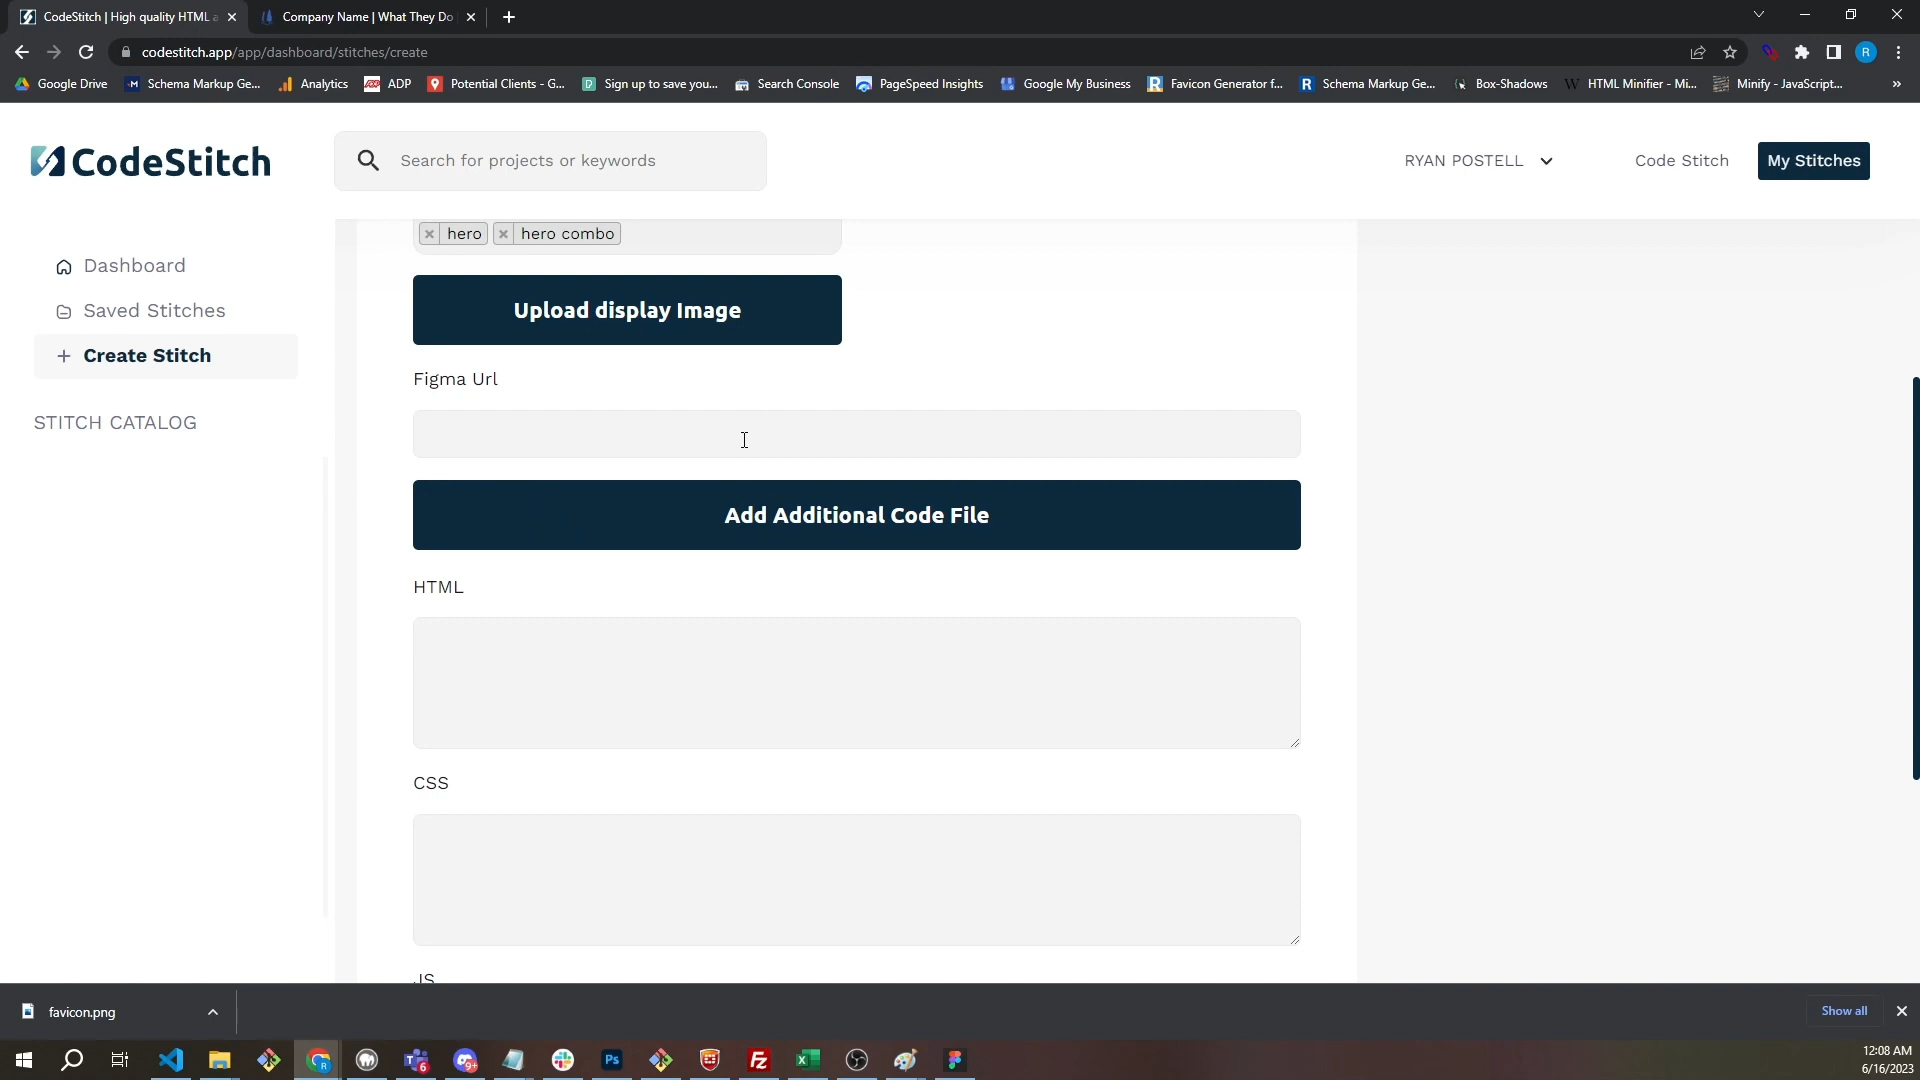 CodeStitch | High quality HTML a
Company Name | What They Do
codestitch.app/app/dashboard/stitches/create
Google Drive
Schema Markup Ge...
Analytics
ADP
Potential Clients - G...
Sign up to save you...
Search Console
PageSpeed Insights
Google My Business
Favicon Generator f...
Schema Markup Ge...
Box-Shadows
HTML Minifier - Mi...
Minify - JavaScript...
CodeStitch
Search for projects or keywords
RYAN POSTELL
Code Stitch
My Stitches
Dashboard
Saved Stitches
Create Stitch
STITCH CATALOG
hero
hero combo
Upload display Image
Figma Url
Add Additional Code File
HTML
CSS
JS
favicon.png
Show all
12:08 AM
6/16/2023